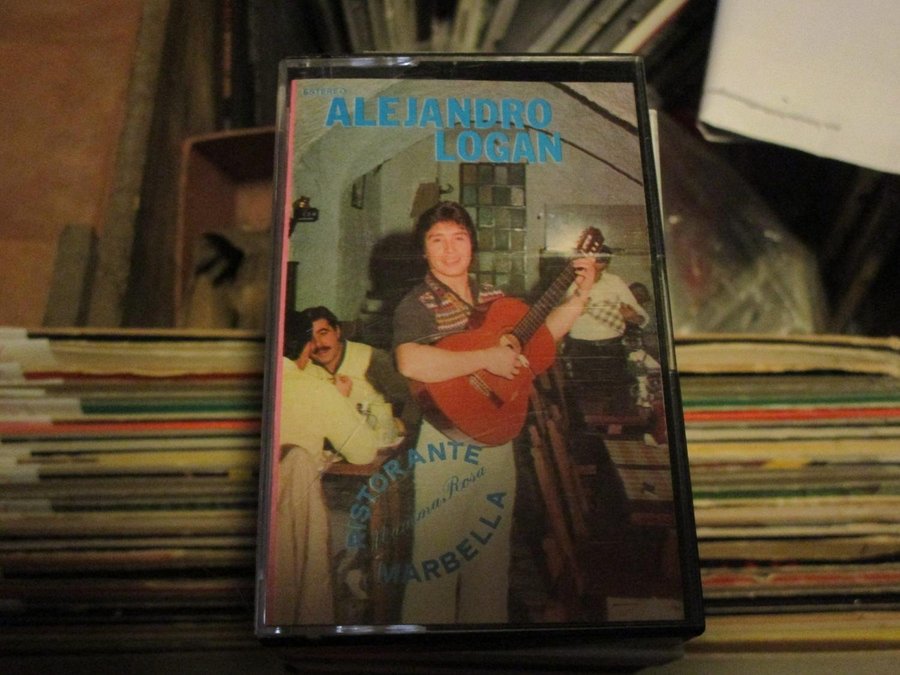 ESTEREO
ALEJANDRO
LOGAN
RISTORANTE
Mamma Rosa
MARBELLA